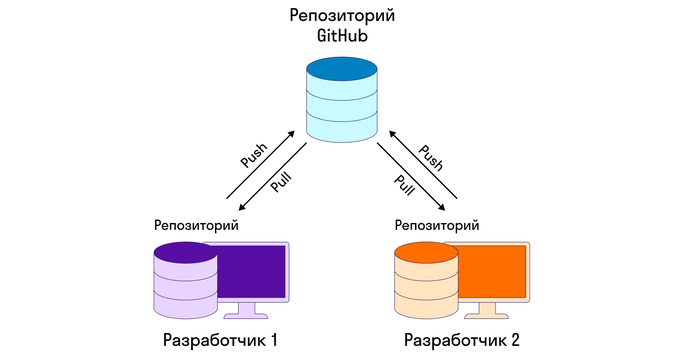 Репозиторий
GitHub
Push
Pull
Push
Pull
Репозиторий
Репозиторий
Разработчик 1
Разработчик 2